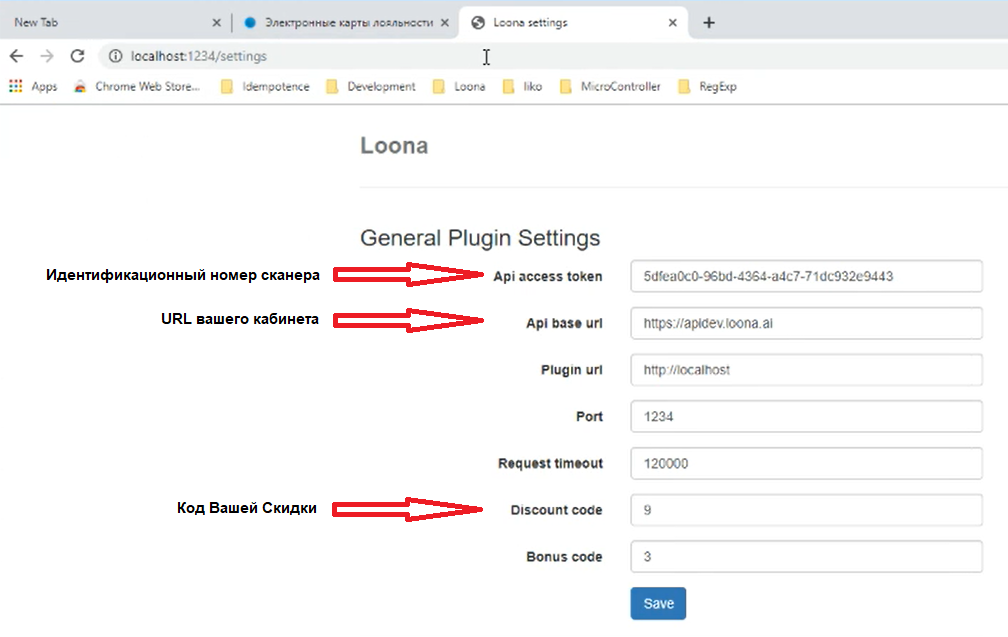 New Tab
Электронные карты лояльности
Loona settings
localhost:1234/settings
Apps
Chrome Web Store...
Idempotence
Development
Loona
Iiko
MicroController
RegExp
Loona
General Plugin Settings
Идентификационный номер сканера
Api access token
5dfea0c0-96bd-4364-a4c7-71dc932e9443
URL вашего кабинета
Api base url
https://apidev.loona.ai
Plugin url
http://localhost
Port
1234
Request timeout
120000
Код Вашей Скидки
Discount code
9
Bonus code
3
Save